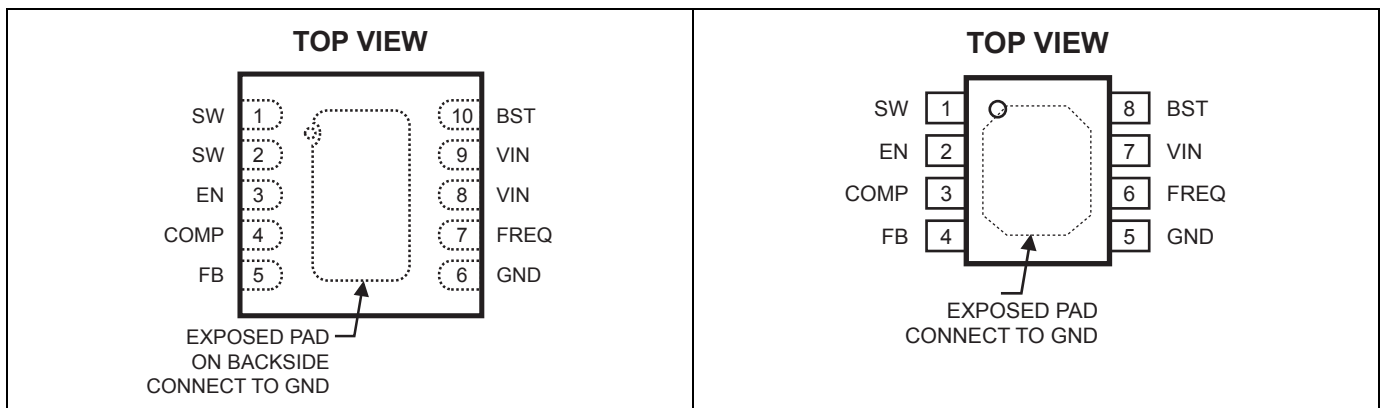 TOP VIEW
SW 1 10 BST
SW 2 9 VIN
EN 3 8 VIN
COMP 4 7 FREQ
FB 5 6 GND
EXPOSED PAD
ON BACKSIDE
CONNECT TO GND
TOP VIEW
SW 1 8 BST
EN 2 7 VIN
COMP 3 6 FREQ
FB 4 5 GND
EXPOSED PAD
CONNECT TO GND